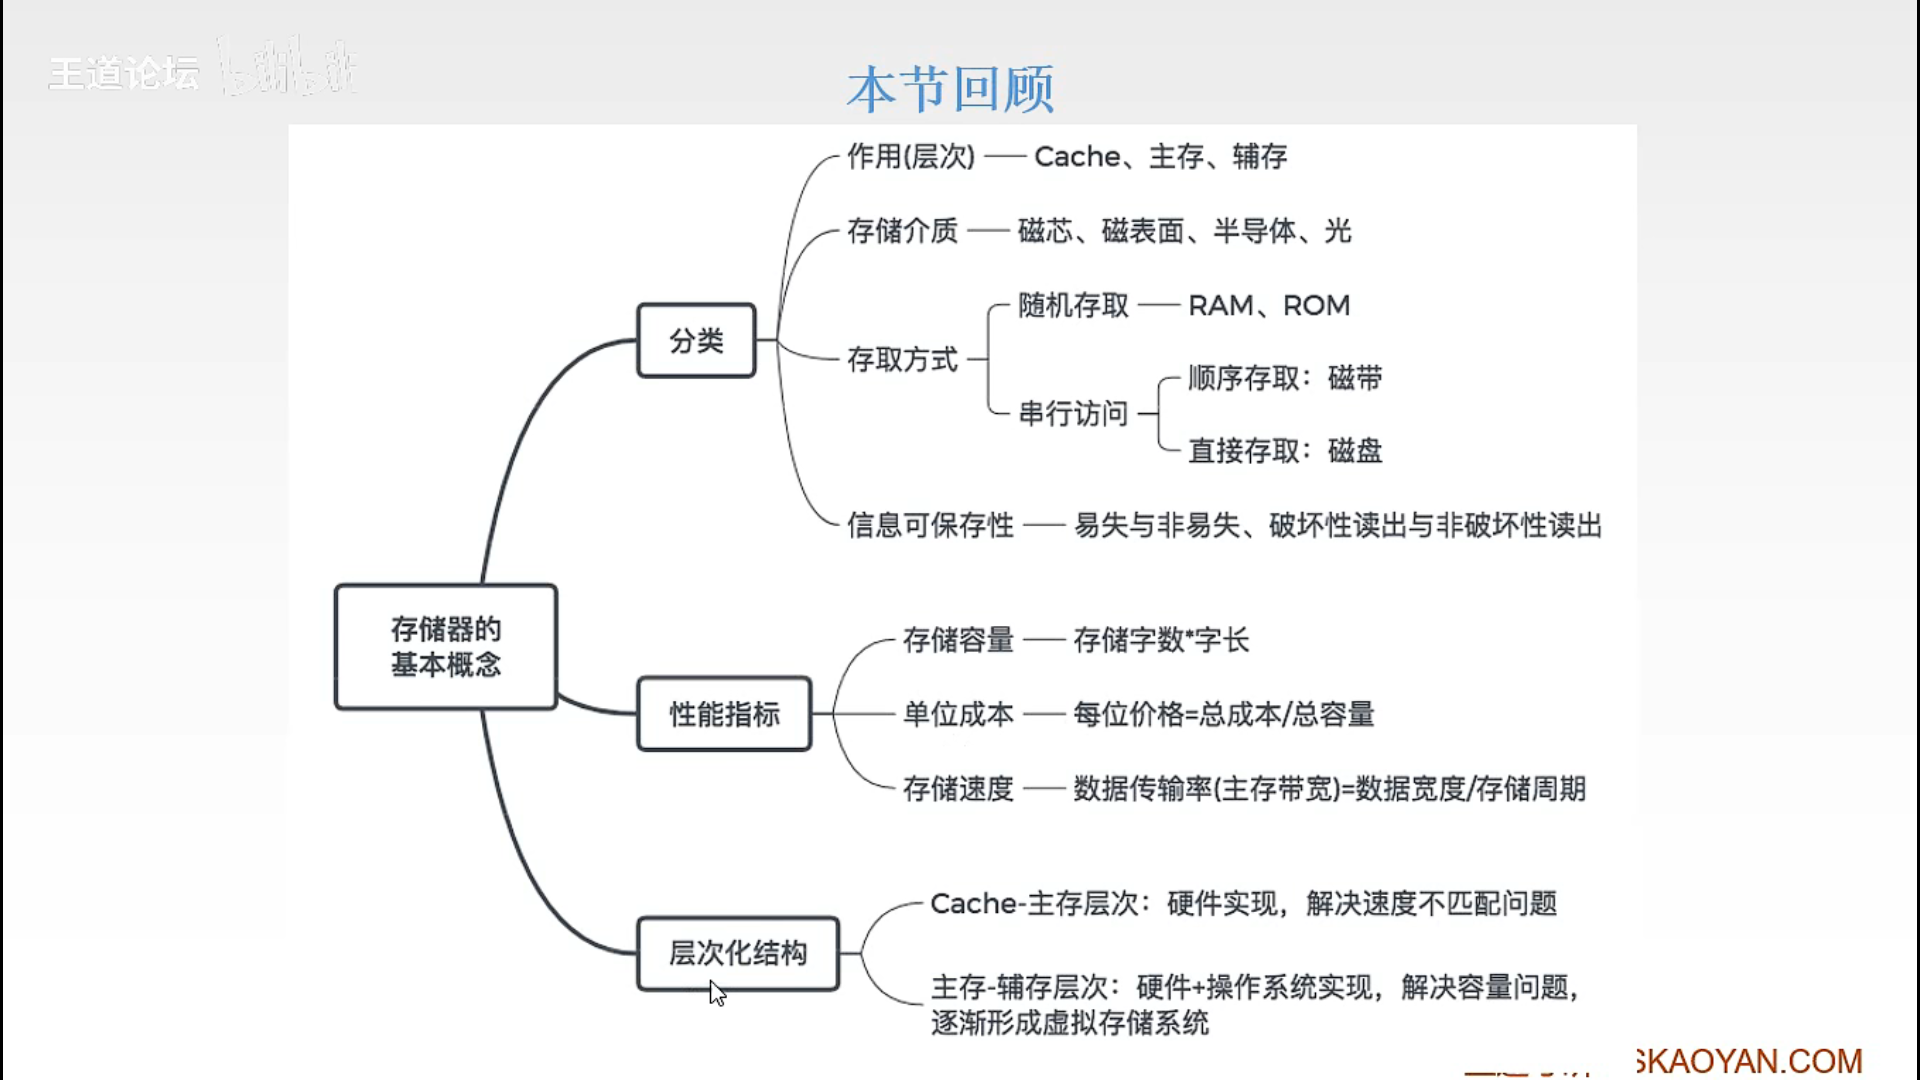 王道论坛 bilibili
本节回顾
作用(层次) Cache、主存、辅存
存储介质 磁芯、磁表面、半导体、光
随机存取 RAM、ROM
分类
存取方式
顺序存取：磁带
串行访问
直接存取：磁盘
信息可保存性 易失与非易失、破坏性读出与非破坏性读出
存储器的
基本概念
存储容量 存储字数*字长
性能指标
单位成本 每位价格=总成本/总容量
存储速度 数据传输率(主存带宽)=数据宽度/存储周期
Cache-主存层次：硬件实现，解决速度不匹配问题
层次化结构
主存-辅存层次：硬件+操作系统实现，解决容量问题，
逐渐形成虚拟存储系统
SKAOYAN.COM